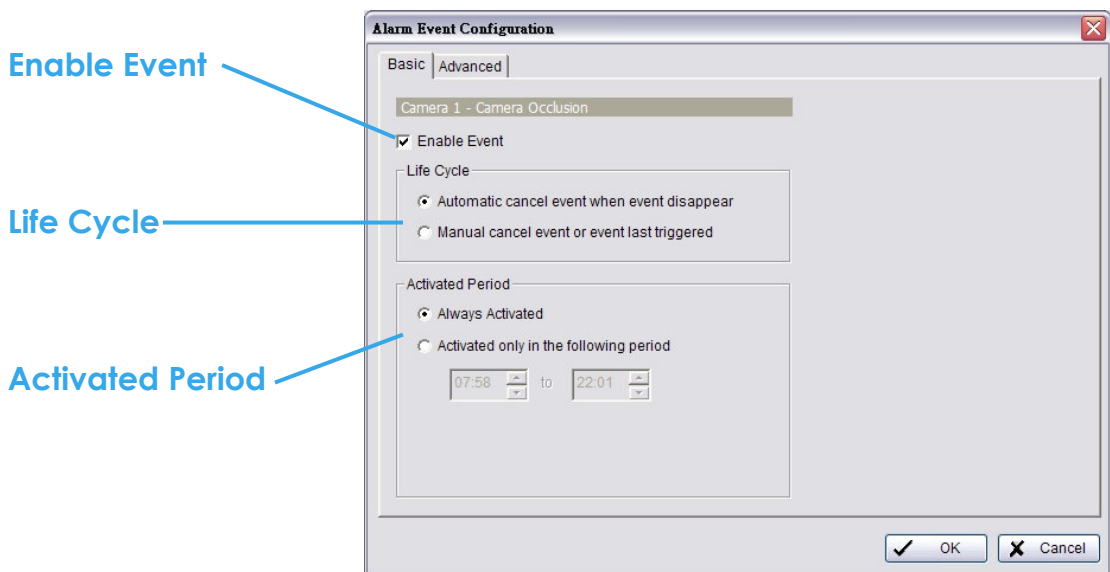 Alarm Event Configuration
Enable Event
Basic Advanced
Camera 1 - Camera Occlusion
Enable Event
Life Cycle
Automatic cancel event when event disappear
Life Cycle
Manual cancel event or event last triggered
Activated Period
Always Activated
Activated only in the following period
Activated Period
07:58 to 22:01
OK Cancel